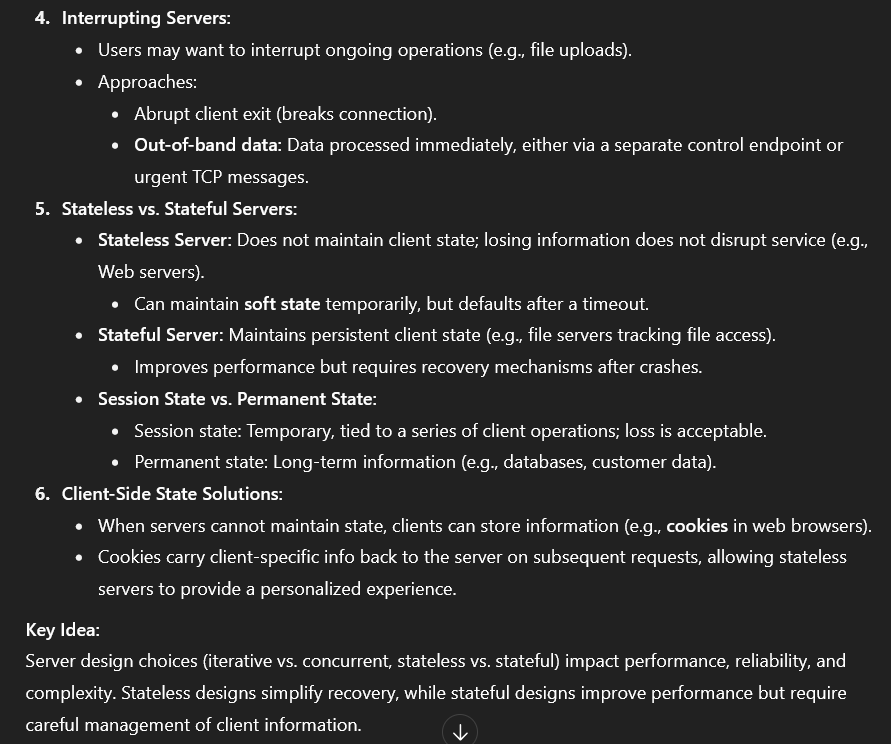 4. Interrupting Servers:
• Users may want to interrupt ongoing operations (e.g., file uploads).
• Approaches:
• Abrupt client exit (breaks connection).
• Out-of-band data: Data processed immediately, either via a separate control endpoint or
urgent TCP messages.
5. Stateless vs. Stateful Servers:
• Stateless Server: Does not maintain client state; losing information does not disrupt service (e.g.,
Web servers).
• Can maintain soft state temporarily, but defaults after a timeout.
• Stateful Server: Maintains persistent client state (e.g., file servers tracking file access).
• Improves performance but requires recovery mechanisms after crashes.
• Session State vs. Permanent State:
• Session state: Temporary, tied to a series of client operations; loss is acceptable.
• Permanent state: Long-term information (e.g., databases, customer data).
6. Client-Side State Solutions:
• When servers cannot maintain state, clients can store information (e.g., cookies in web browsers).
• Cookies carry client-specific info back to the server on subsequent requests, allowing stateless
servers to provide a personalized experience.
Key Idea:
Server design choices (iterative vs. concurrent, stateless vs. stateful) impact performance, reliability, and
complexity. Stateless designs simplify recovery, while stateful designs improve performance but require
careful management of client information.